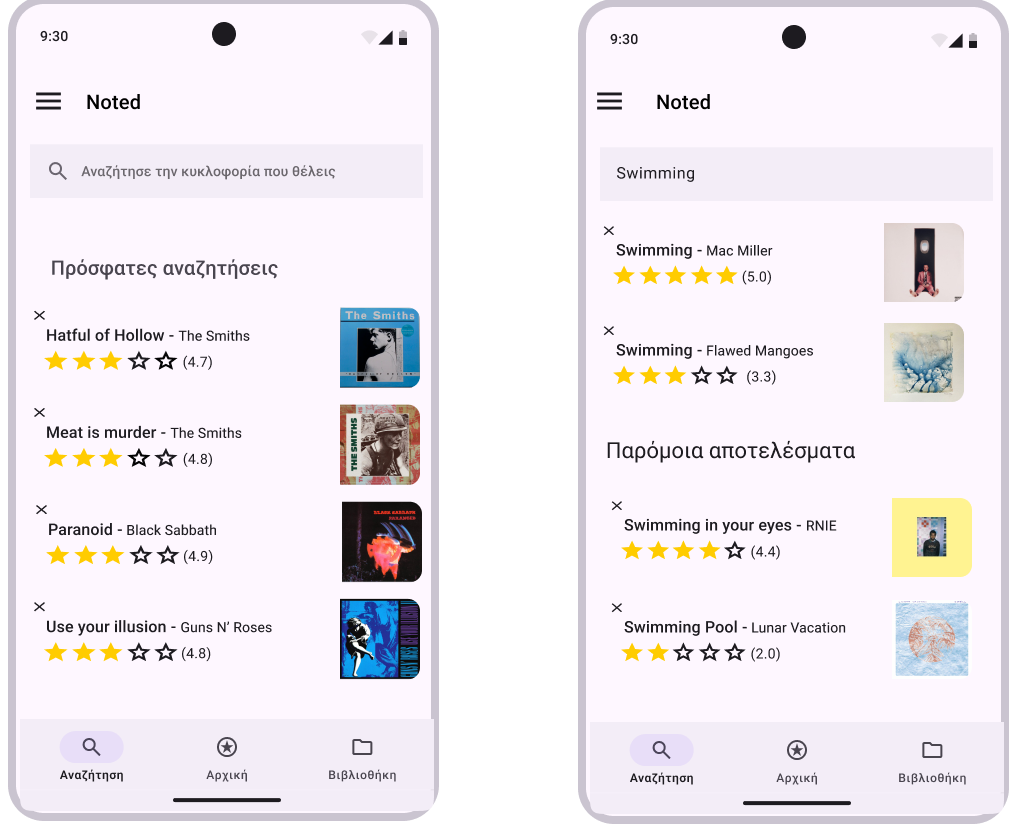 9:30
Noted
Αναζήτησε την κυκλοφορία που θέλεις
Πρόσφατες αναζητήσεις
Hatful of Hollow - The Smiths
(4.7)
The Smiths
Meat is murder - The Smiths
(4.8)
THE SMITHS
Paranoid - Black Sabbath
(4.9)
BLACK SABBATH
PARANOID
Use your illusion - Guns N’ Roses
(4.8)
Αναζήτηση
Αρχική
Βιβλιοθήκη
9:30
Noted
Swimming
Swimming - Mac Miller
(5.0)
Swimming - Flawed Mangoes
(3.3)
Παρόμοια αποτελέσματα
Swimming in your eyes - RNIE
(4.4)
Swimming Pool - Lunar Vacation
(2.0)
Αναζήτηση
Αρχική
Βιβλιοθήκη